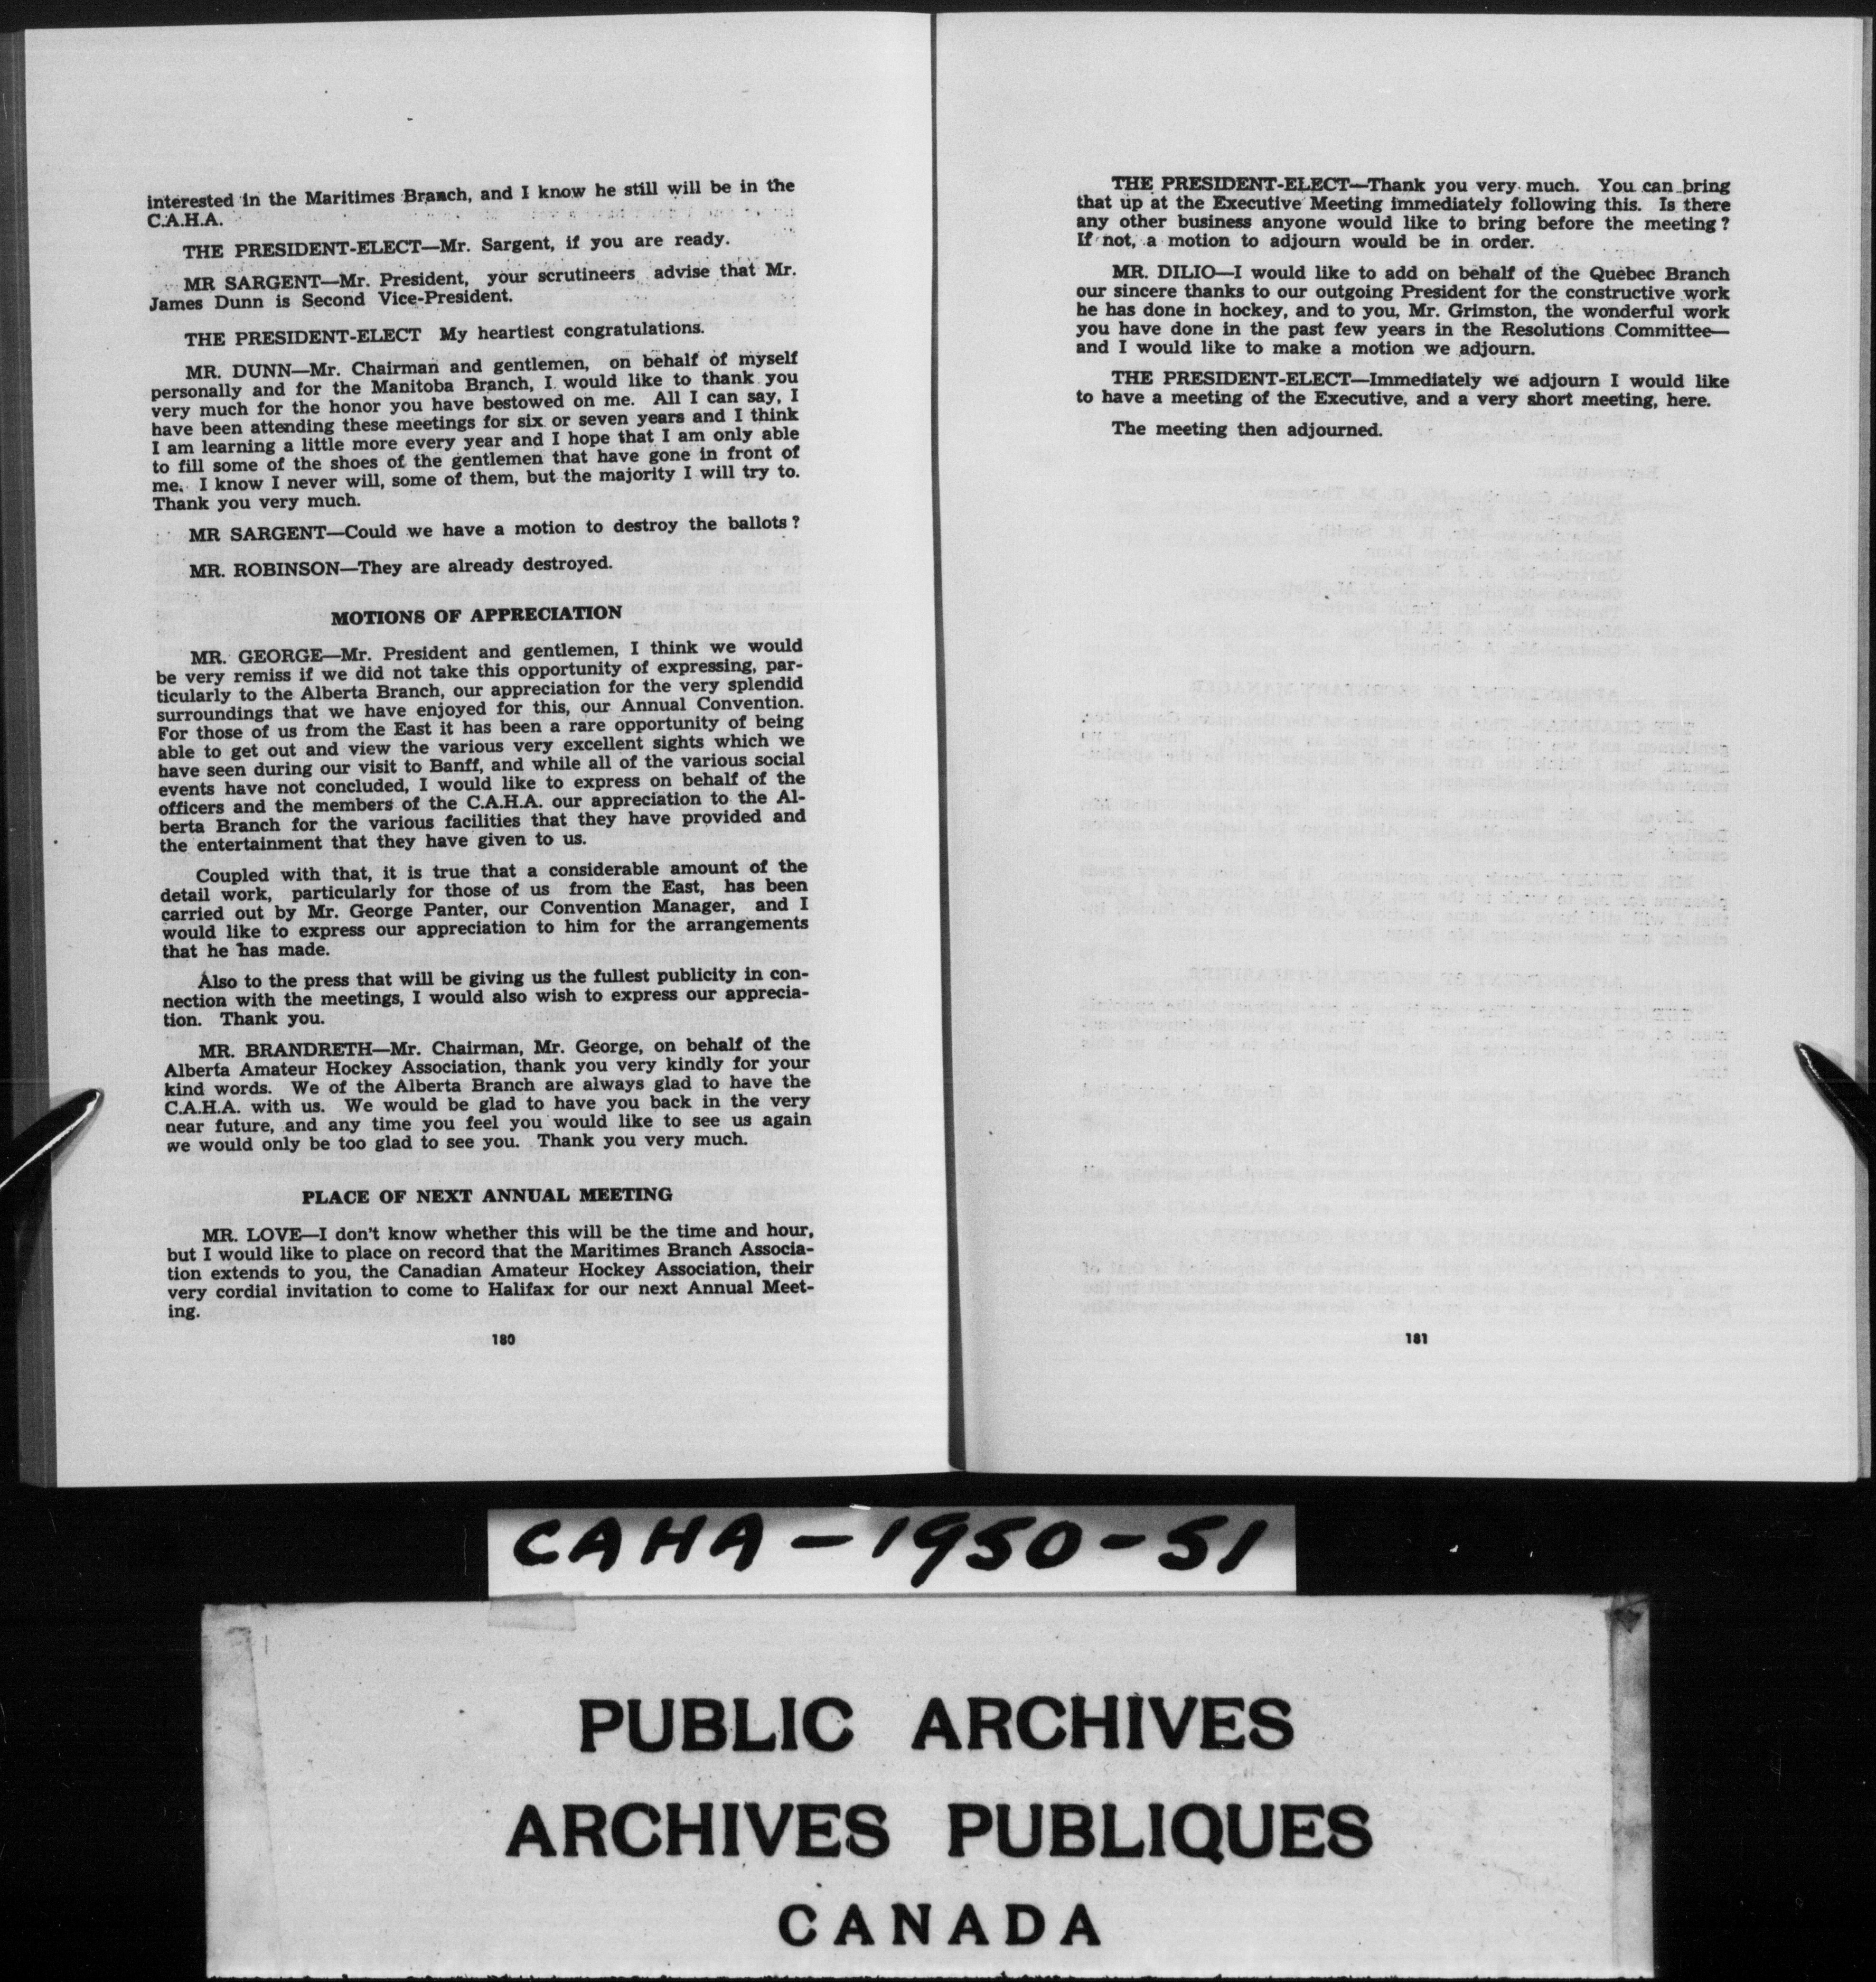 interested in the Maritimes Branch, and I know he still will be in the
C.A.H.A.
THE PRESIDENT-ELECT—Mr. Sargent, if you are ready.
MR SARGENT—Mr. President, your scrutineers advise that Mr.
James Dunn is Second Vice-President.
THE PRESIDENT-ELECT My heartiest congratulations.
MR. DUNN—Mr. Chairman and gentlemen, on behalf of myself
personally and for the Manitoba Branch, I would like to thank you
very much for the honor you have bestowed on me. All I can say, I
have been attending these meetings for six or seven years and I think
I am learning a little more every year and I hope that I am only able
to fill some of the shoes of the gentlemen that have gone in front of
me. I know I never will, some of them, but the majority I will try to.
Thank you very much.
MR SARGENT—Could we have a motion to destroy the ballots?
MR. ROBINSON—They are already destroyed.
MOTIONS OF APPRECIATION
MR. GEORGE—Mr. President and gentlemen, I think we would
be very remiss if we did not take this opportunity of expressing, par-
ticularly to the Alberta Branch, our appreciation for the very splendid
surroundings that we have enjoyed for this, our Annual Convention.
For those of us from the East it has been a rare opportunity of being
able to get out and view the various very excellent sights which we
have seen during our visit to Banff, and while all of the various social
events have not concluded, I would like to express on behalf of the
officers and the members of the C.A.H.A. our appreciation to the Al-
berta Branch for the various facilities that they have provided and
the entertainment that they have given to us.
Coupled with that, it is true that a considerable amount of the
detail work, particularly for those of us from the East, has been
carried out by Mr. George Panter, our Convention Manager, and I
would like to express our appreciation to him for the arrangements
that he has made.
Also to the press that will be giving us the fullest publicity in con-
nection with the meetings, I would also wish to express our apprecia-
tion. Thank you.
MR. BRANDRETH—Mr. Chairman, Mr. George, on behalf of the
Alberta Amateur Hockey Association, thank you very kindly for your
kind words. We of the Alberta Branch are always glad to have the
C.A.H.A. with us. We would be glad to have you back in the very
near future, and any time you feel you would like to see us again
we would only be too glad to see you. Thank you very much.
PLACE OF NEXT ANNUAL MEETING
MR. LOVE—I don't know whether this will be the time and hour,
but I would like to place on record that the Maritimes Branch Associa-
tion extends to you, the Canadian Amateur Hockey Association, their
very cordial invitation to come to Halifax for our next Annual Meet-
ing.
180
THE PRESIDENT-ELECT—Thank you very much. You can bring
that up at the Executive Meeting immediately following this. Is there
any other business anyone would like to bring before the meeting?
If not, a motion to adjourn would be in order.
MR. DILIO—I would like to add on behalf of the Quebec Branch
our sincere thanks to our outgoing President for the constructive work
he has done in hockey, and to you, Mr. Grimston, the wonderful work
you have done in the past few years in the Resolutions Committee—
and I would like to make a motion we adjourn.
THE PRESIDENT-ELECT—Immediately we adjourn I would like
to have a meeting of the Executive, and a very short meeting, here.
The meeting then adjourned.
181
CAHA - 1950-51
PUBLIC ARCHIVES
ARCHIVES PUBLIQUES
CANADA